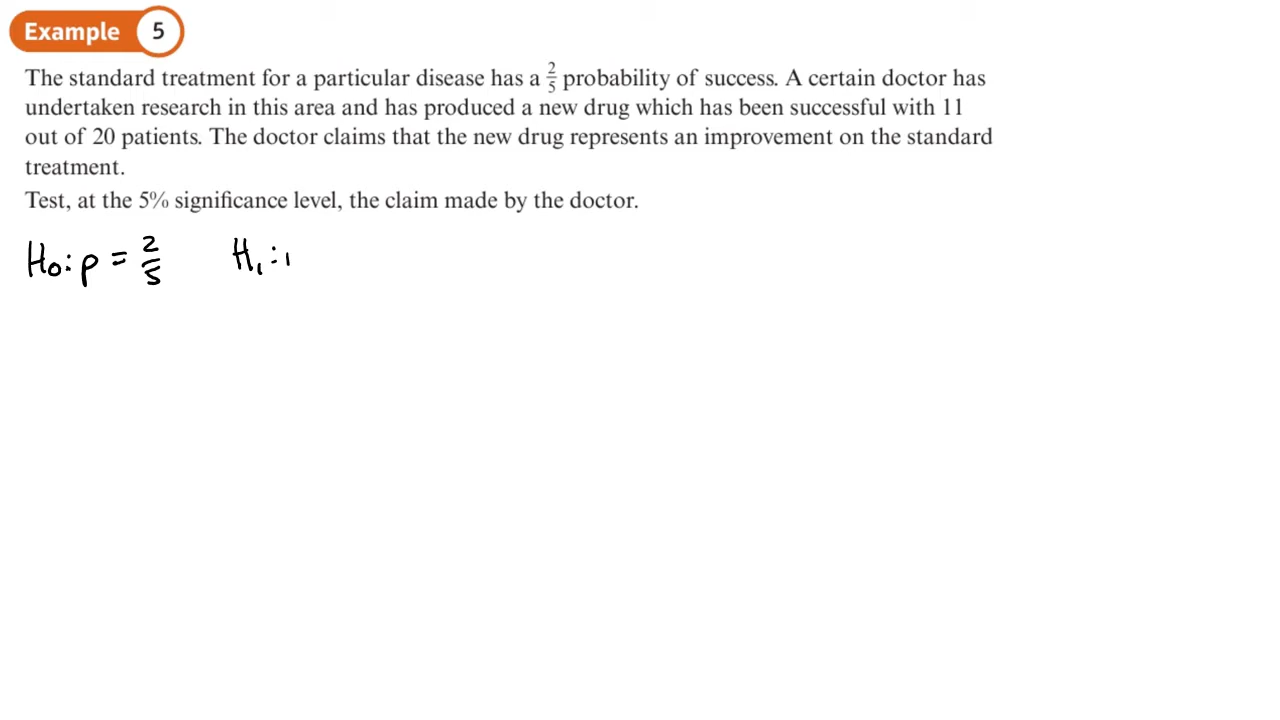 Example 5
The standard treatment for a particular disease has a 2/5 probability of success. A certain doctor has
undertaken research in this area and has produced a new drug which has been successful with 11
out of 20 patients. The doctor claims that the new drug represents an improvement on the standard
treatment.
Test, at the 5% significance level, the claim made by the doctor.
H₀: p = 2/5 H₁: